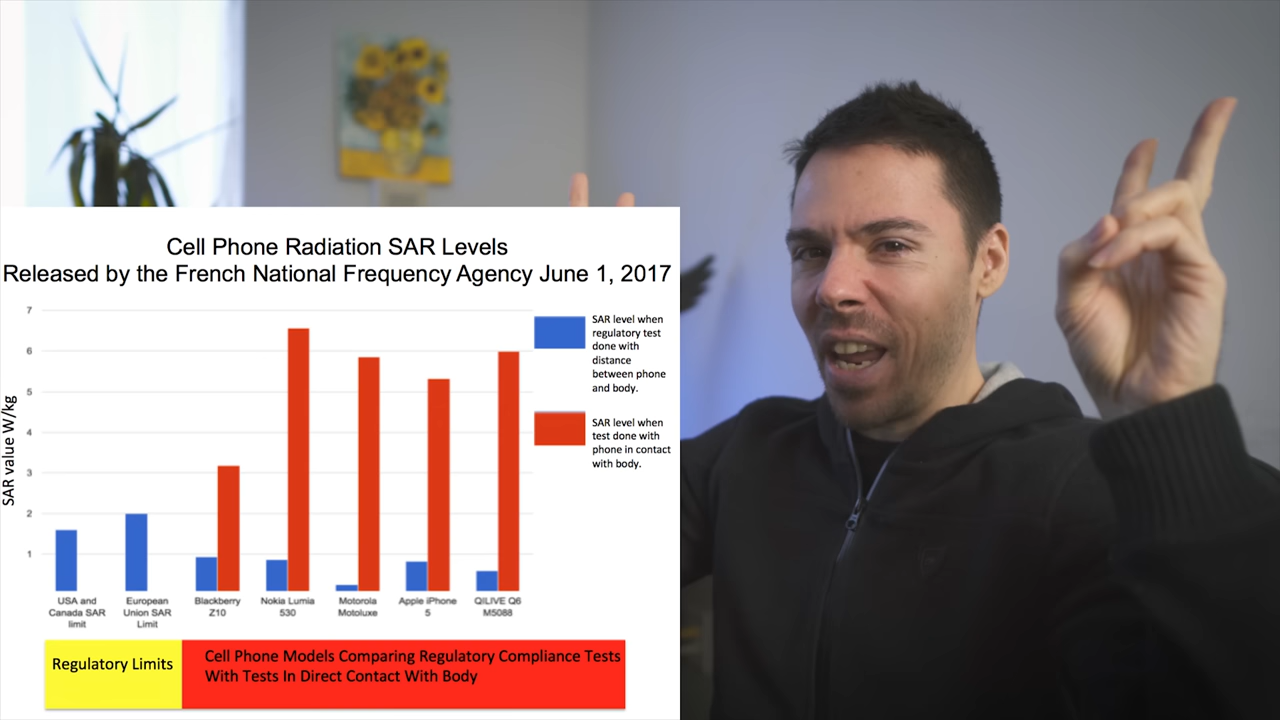 Cell Phone Radiation SAR Levels
Released by the French National Frequency Agency June 1, 2017
7
6
5
4
3
2
1
SAR value W/kg
SAR level when
regulatory test
done with
distance
between phone
and body.
SAR level when
test done with
phone in contact
with body.
USA and
Canada SAR
limit
European
Union SAR
Limit
Blackberry
Z10
Nokia Lumia
530
Motorola
Motoluxe
Apple iPhone
5
QILIVE Q6
M5088
Regulatory Limits
Cell Phone Models Comparing Regulatory Compliance Tests
With Tests In Direct Contact With Body